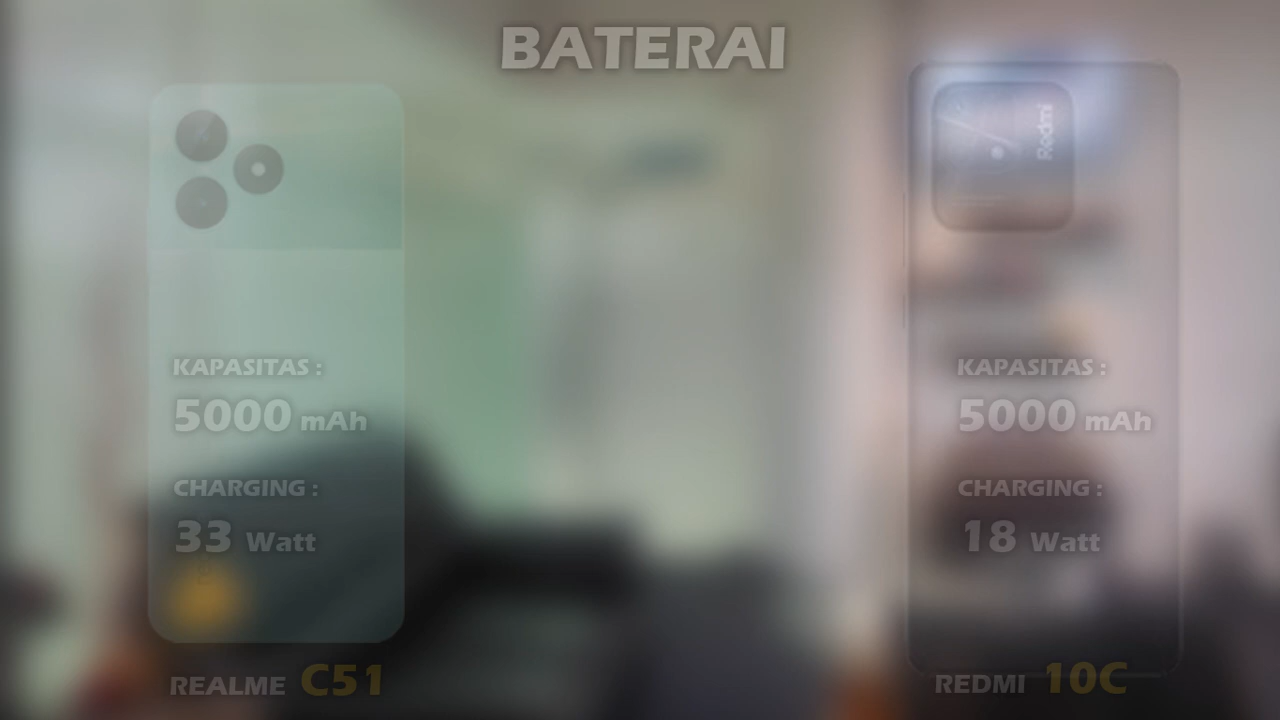 BATERAI
Redmi
KAPASITAS :
5000 mAh
CHARGING :
33 Watt
REALME C51
KAPASITAS :
5000 mAh
CHARGING :
18 Watt
REDMI 10C